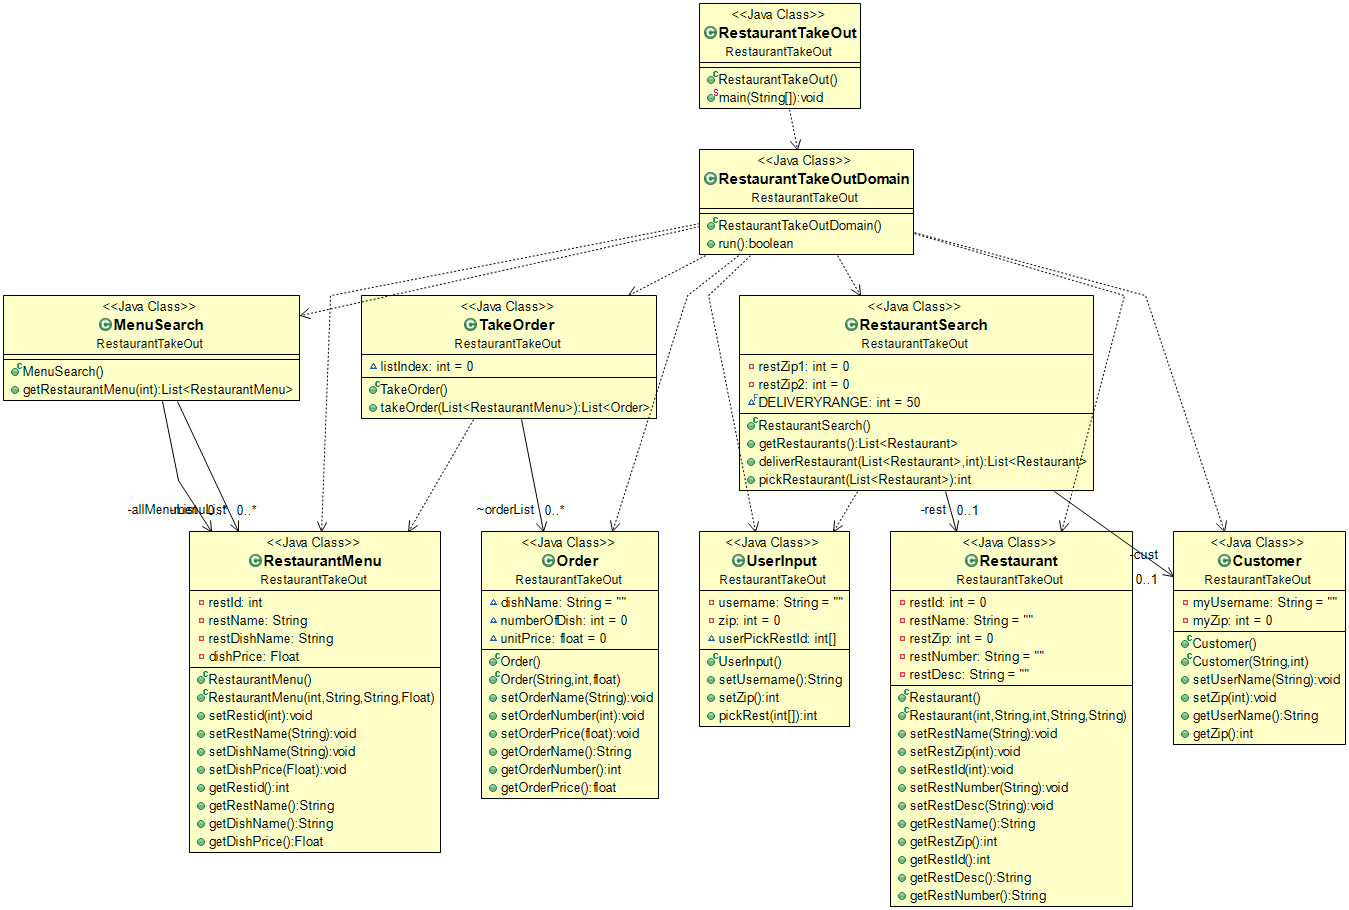 <<Java Class>>
RestaurantTakeOut
RestaurantTakeOut
RestaurantTakeOut()
main(String[]):void
<<Java Class>>
RestaurantTakeOutDomain
RestaurantTakeOut
RestaurantTakeOutDomain()
run():boolean
<<Java Class>>
MenuSearch
RestaurantTakeOut
MenuSearch()
getRestaurantMenu(int):List<RestaurantMenu>
<<Java Class>>
TakeOrder
RestaurantTakeOut
listIndex: int = 0
TakeOrder()
takeOrder(List<RestaurantMenu>):List<Order>
<<Java Class>>
RestaurantSearch
RestaurantTakeOut
restZip1: int = 0
restZip2: int = 0
DELIVERYRANGE: int = 50
RestaurantSearch()
getRestaurants():List<Restaurant>
deliverRestaurant(List<Restaurant>,int):List<Restaurant>
pickRestaurant(List<Restaurant>):int
0..*
-orderList 0..*
-rest 0..1
-cust
0..1
<<Java Class>>
RestaurantMenu
RestaurantTakeOut
restId: int
restName: String
restDishName: String
dishPrice: Float
RestaurantMenu()
RestaurantMenu(int,String,String,Float)
setRestid(int):void
setRestName(String):void
setDishName(String):void
setDishPrice(Float):void
getRestid():int
getRestName():String
getDishName():String
getDishPrice():Float
<<Java Class>>
Order
RestaurantTakeOut
dishName: String = ""
numberOfDish: int = 0
unitPrice: float = 0
Order()
Order(String,int,float)
setOrderName(String):void
setOrderNumber(int):void
setOrderPrice(float):void
getOrderName():String
getOrderNumber():int
getOrderPrice():float
<<Java Class>>
UserInput
RestaurantTakeOut
username: String = ""
zip: int = 0
userPickRestId: int[]
UserInput()
setUsername():String
setZip():int
pickRest(int[]):int
<<Java Class>>
Restaurant
RestaurantTakeOut
restId: int = 0
restName: String = ""
restZip: int = 0
restNumber: String = ""
restDesc: String = ""
Restaurant()
Restaurant(int,String,int,String,String)
setRestName(String):void
setRestZip(int):void
setRestId(int):void
setRestNumber(String):void
setRestDesc(String):void
getRestName():String
getRestZip():int
getRestId():int
getRestDesc():String
getRestNumber():String
<<Java Class>>
Customer
RestaurantTakeOut
myUsername: String = ""
myZip: int = 0
Customer()
Customer(String,int)
setUserName(String):void
setZip(int):void
getUserName():String
getZip():int